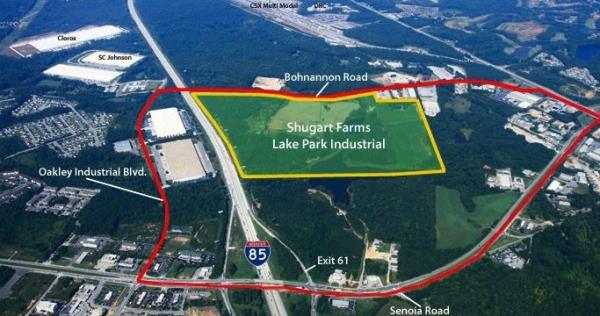 CSX Multi Modal
DRC
Clorox
SC Johnson
Bohnannon Road
Shugart Farms
Lake Park Industrial
Oakley Industrial Blvd.
85
Exit 61
Senoia Road